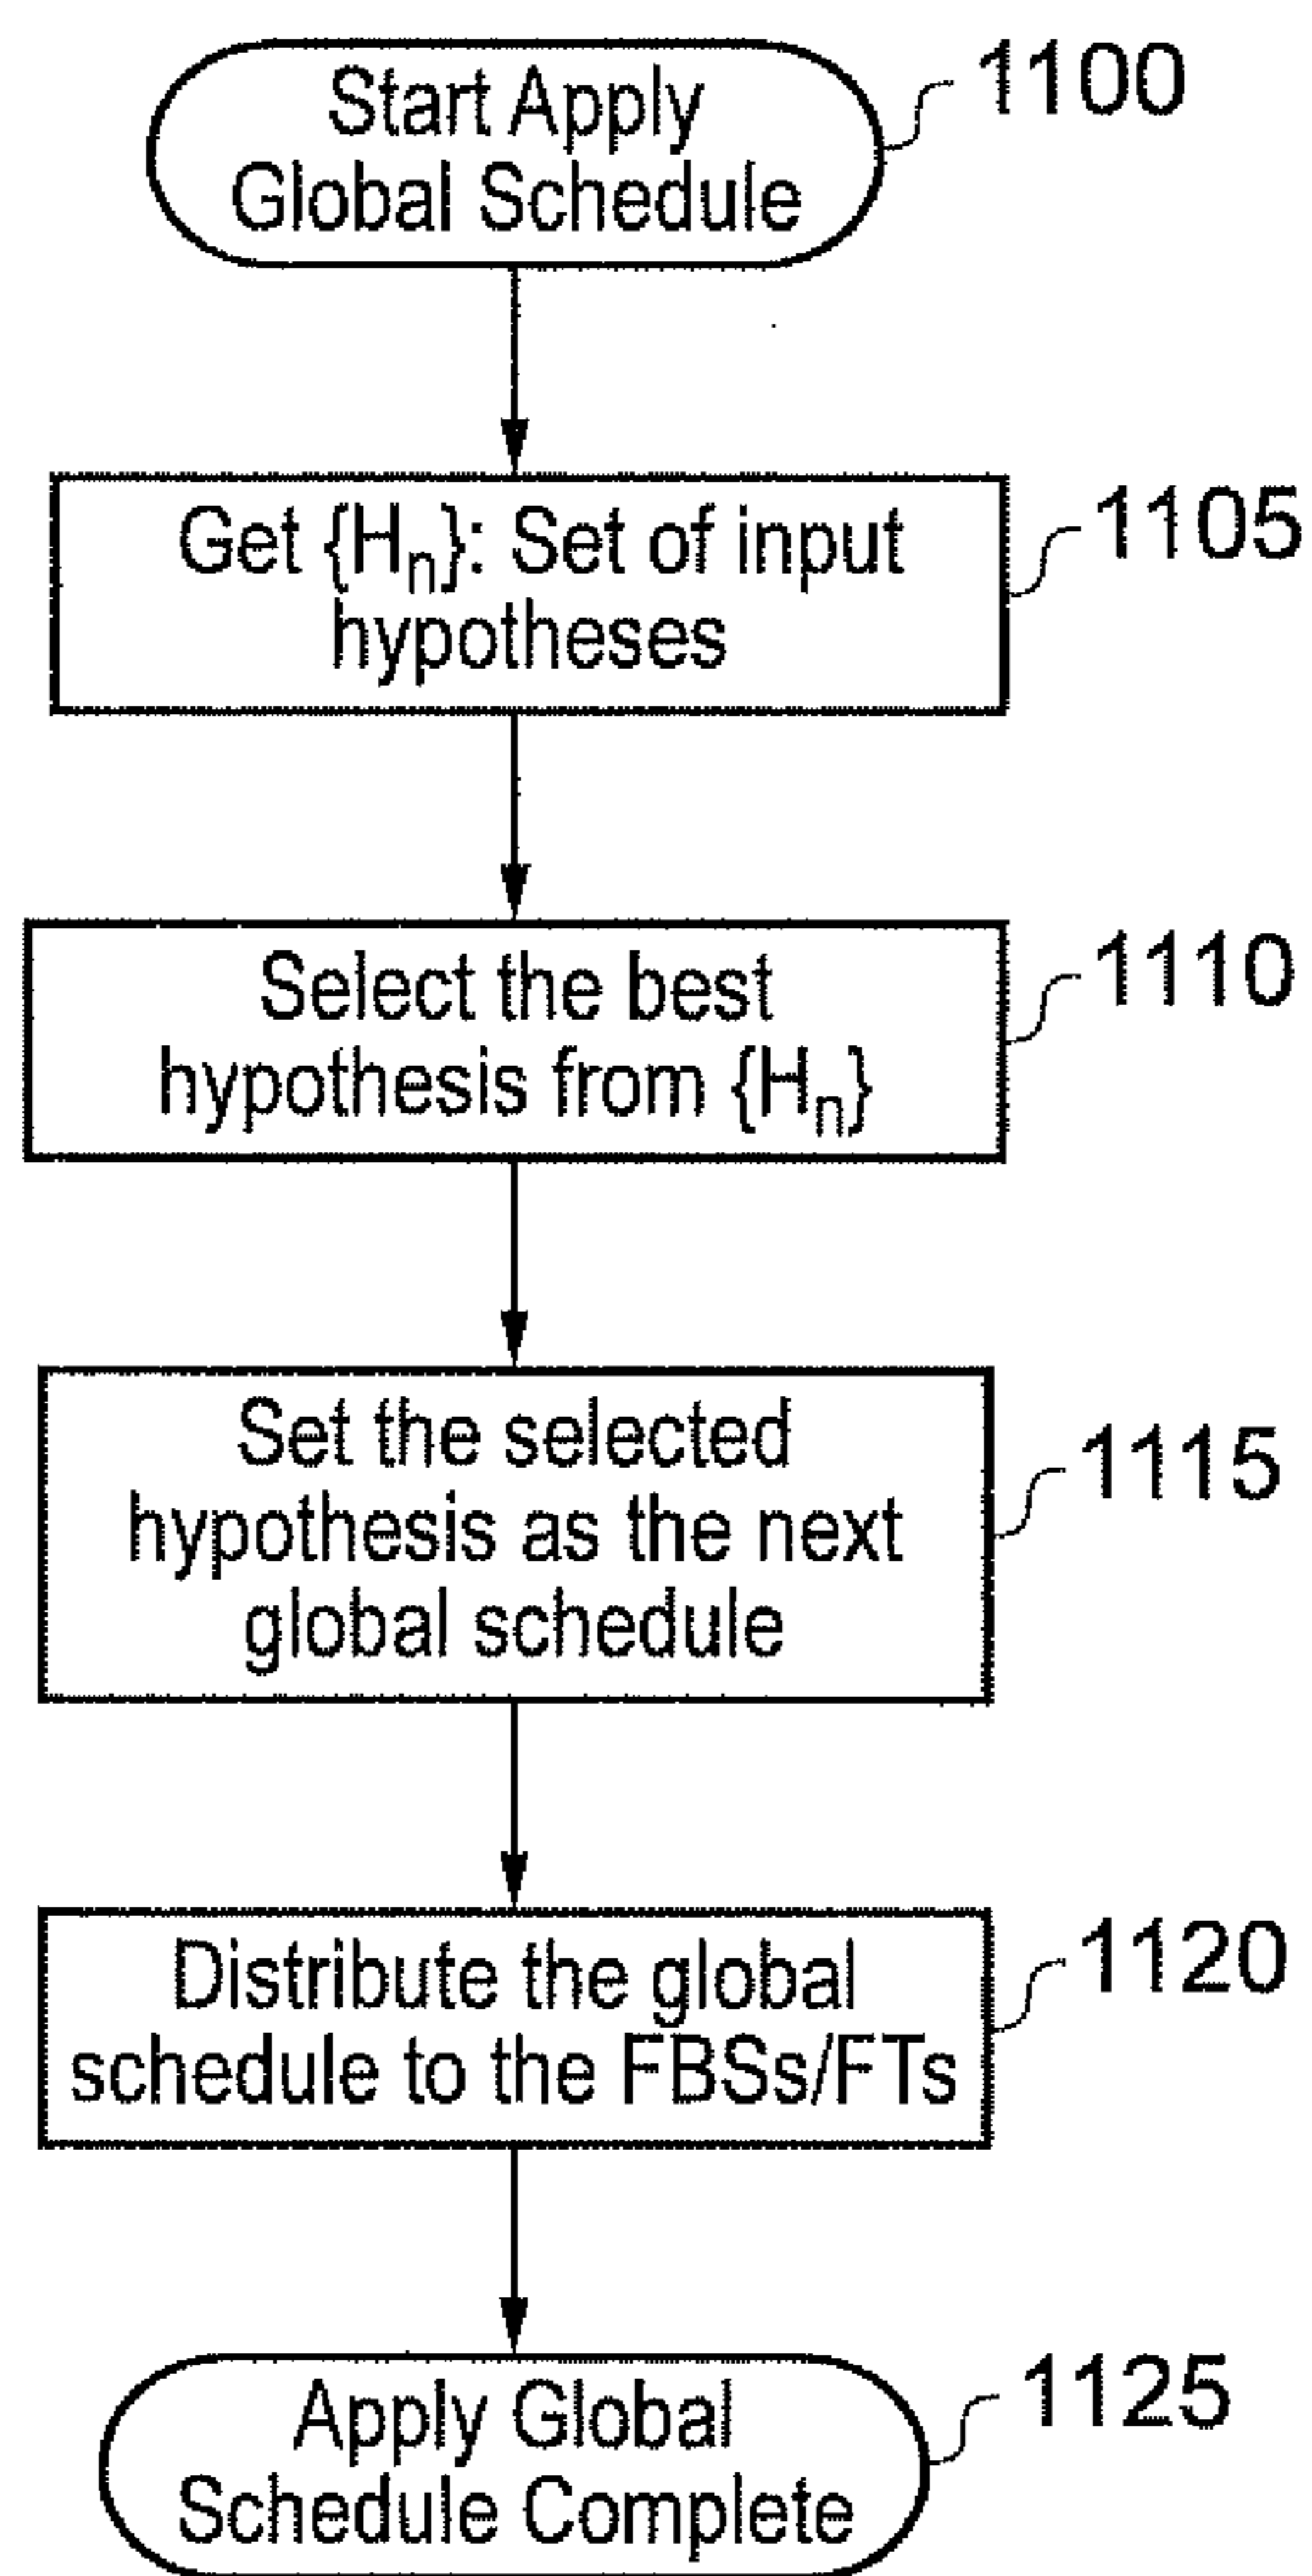 Start Apply
Global Schedule
1100
Get {Hn}: Set of input
hypotheses
1105
Select the best
hypothesis from {Hn}
1110
Set the selected
hypothesis as the next
global schedule
1115
Distribute the global
schedule to the FBSs/FTs
1120
Apply Global
Schedule Complete
1125